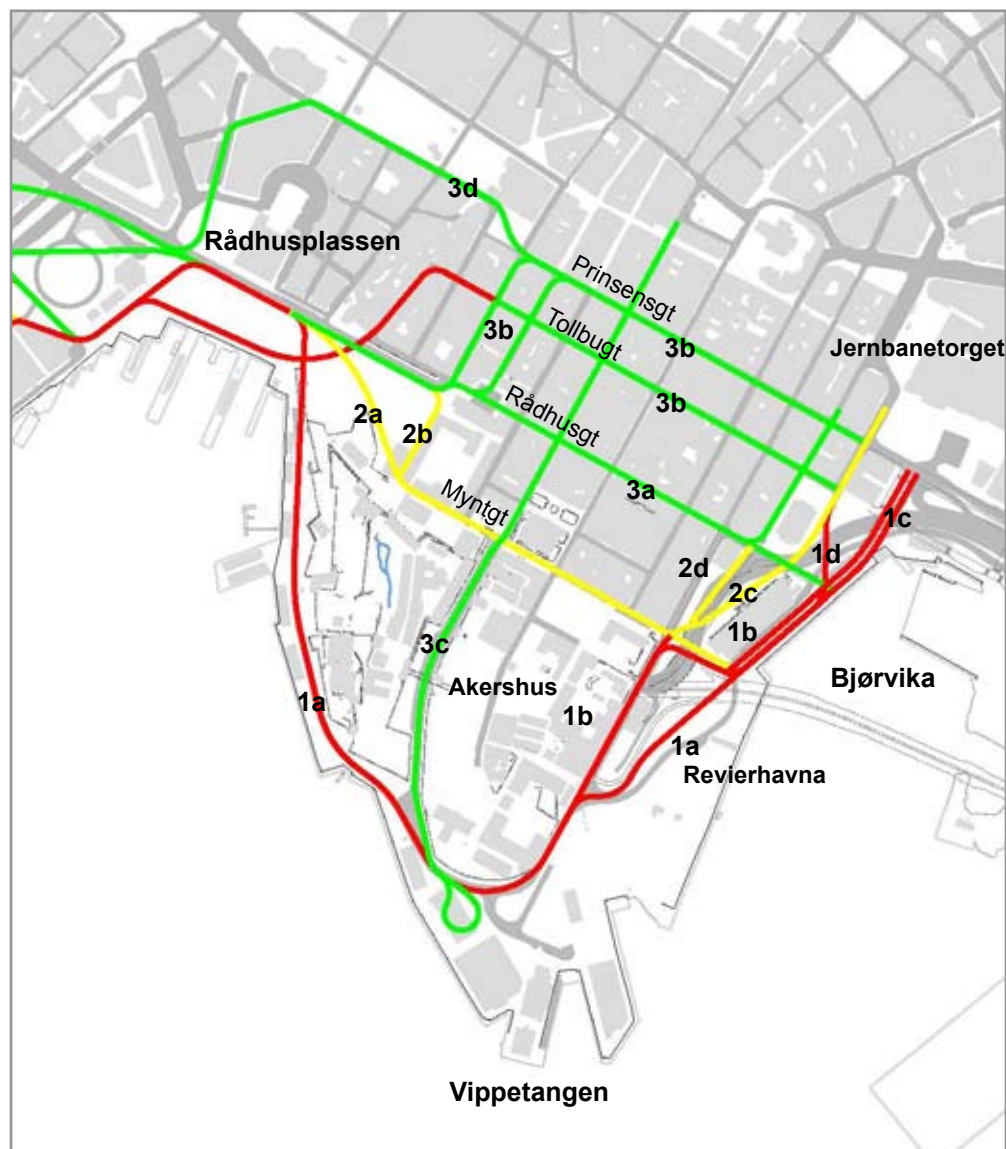 3d
Rådhusplassen
Prinsensgt
3b
Tollbugt
3b
Jernbanetorget
3b
Rådhusgt
2a
2b
Myntgt
3a
1c
1d
2d
2c
1b
3c
Akershus
Bjørvika
1a
1b
1a
Revierhavna
Vippetangen